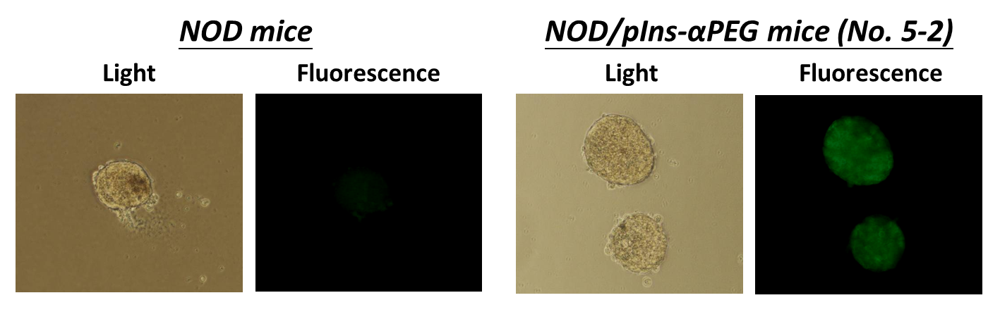 NOD mice
NOD/pIns-αPEG mice (No. 5-2)
Light
Fluorescence
Light
Fluorescence